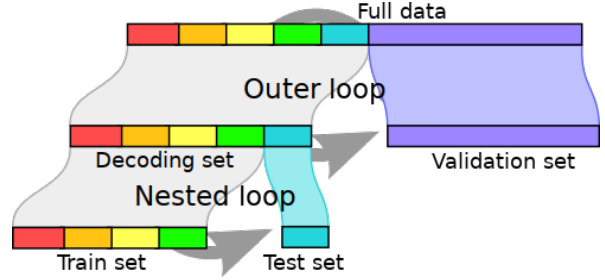 Full data
Outer loop
Decoding set
Validation set
Nested loop
Train set
Test set